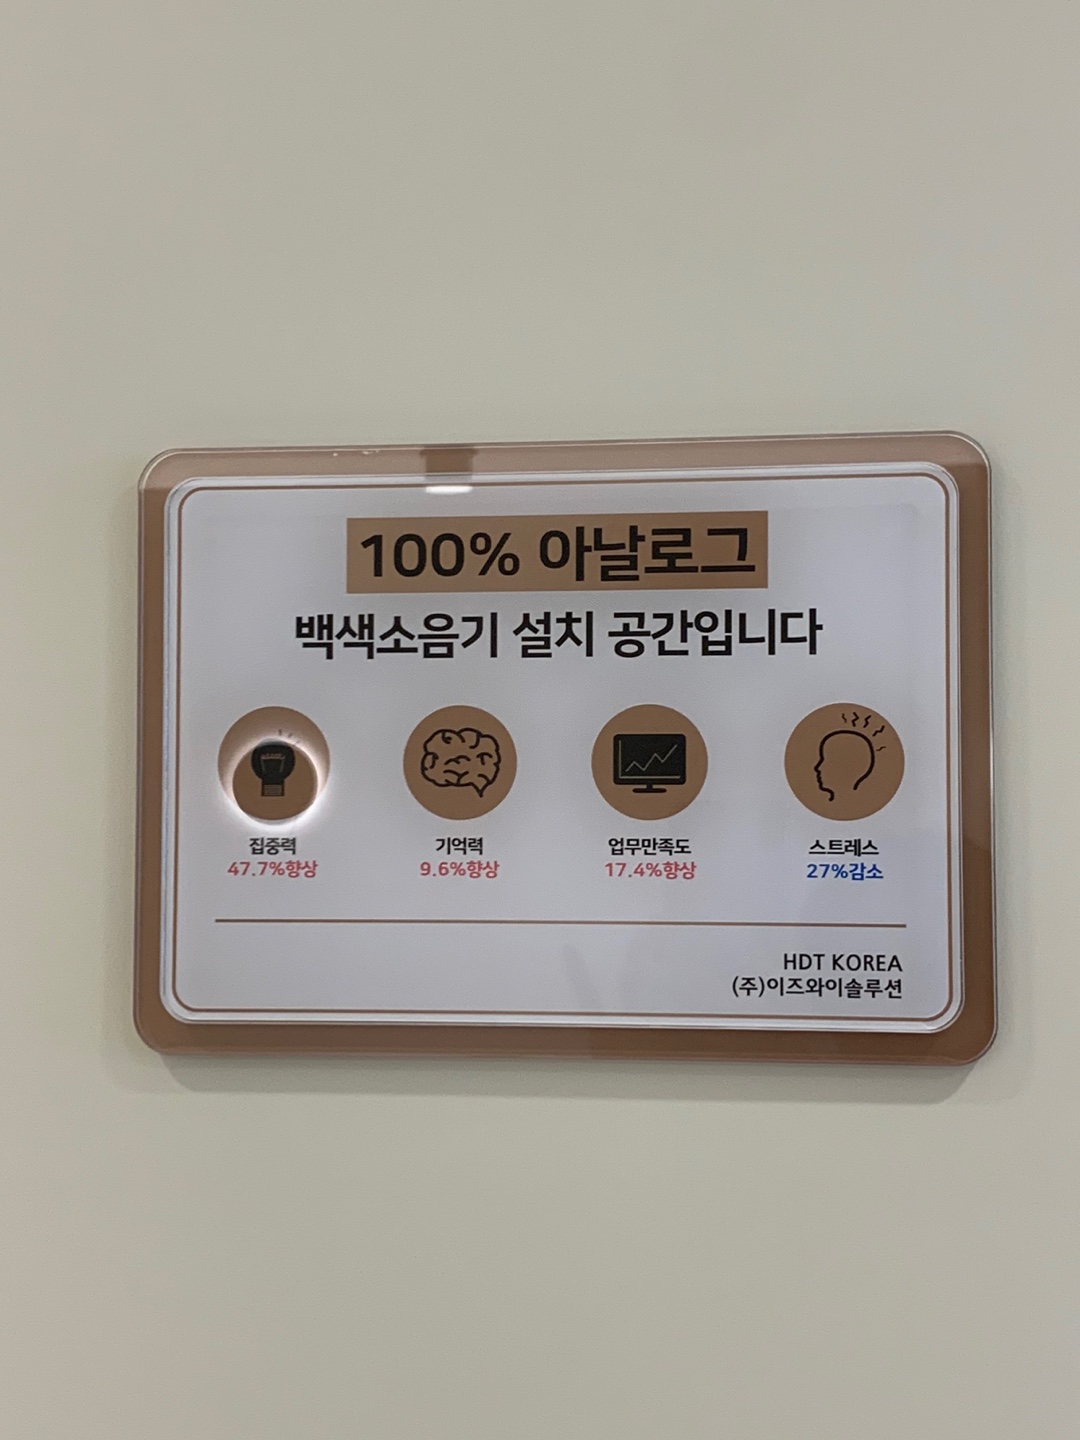 100% 아날로그
백색소음기 설치 공간입니다
집중력 기억력 업무만족도 스트레스
47.7%향상 9.6%향상 17.4%향상 27%감소
HDT KOREA
(주)이즈와이솔루션